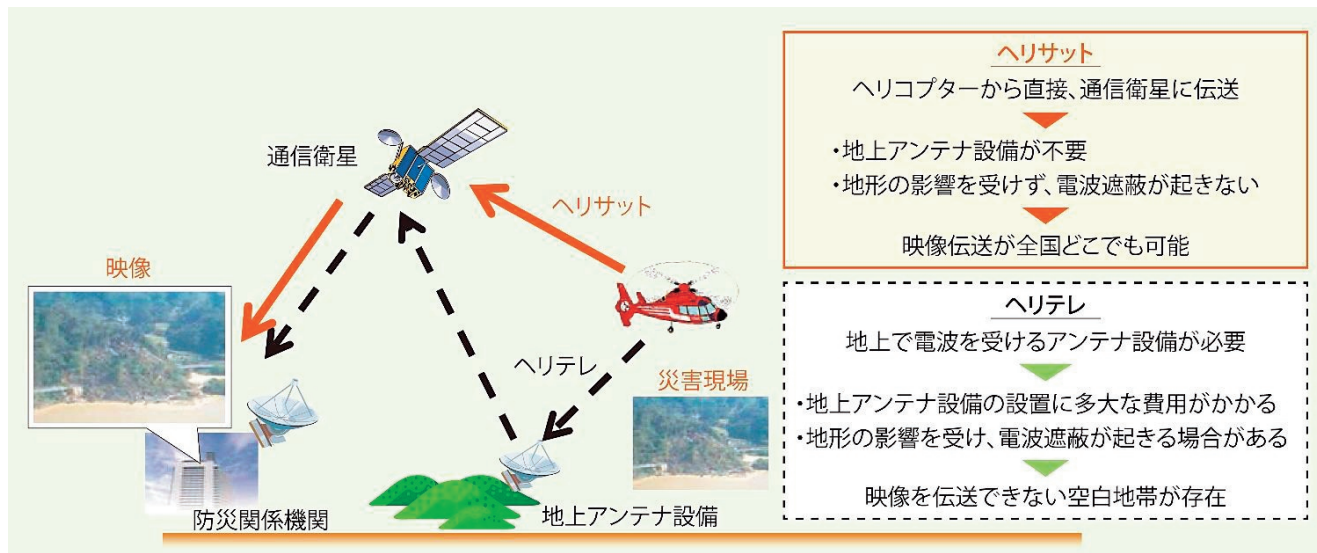 通信衛星
ヘリサット
映像
ヘリテレ
災害現場
防災関係機関
地上アンテナ設備
ヘリサット
ヘリコプターから直接、通信衛星に伝送
・地上アンテナ設備が不要
・地形の影響を受けず、電波遮蔽が起きない
映像伝送が全国どこでも可能
ヘリテレ
地上で電波を受けるアンテナ設備が必要
・地上アンテナ設備の設置に多大な費用がかかる
・地形の影響を受け、電波遮蔽が起きる場合がある
映像を伝送できない空白地帯が存在